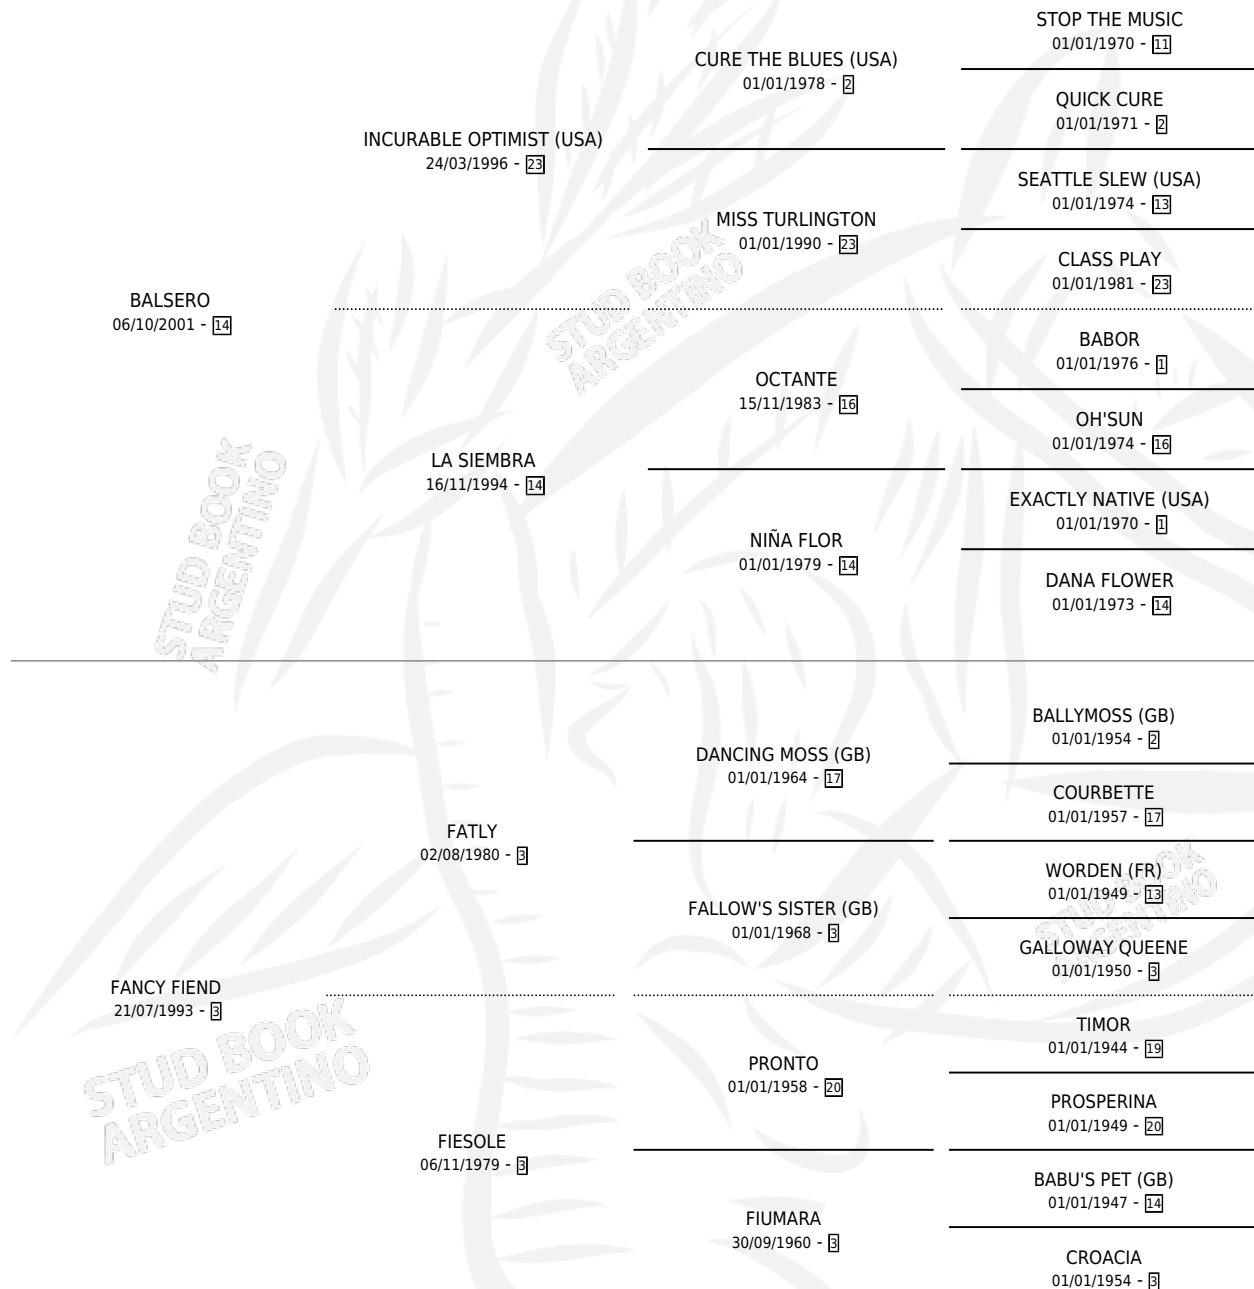 STOP THE MUSIC
01/01/1970 - 11
CURE THE BLUES (USA)
01/01/1978 - 2
QUICK CURE
01/01/1971 - 2
INCURABLE OPTIMIST (USA)
24/03/1996 - 23
SEATTLE SLEW (USA)
01/01/1974 - 13
MISS TURLINGTON
01/01/1990 - 23
CLASS PLAY
01/01/1981 - 23
BALSERO
06/10/2001 - 14
BABOR
01/01/1976 - 1
OCTANTE
15/11/1983 - 16
OH'SUN
01/01/1974 - 16
LA SIEMBRA
16/11/1994 - 14
EXACTLY NATIVE (USA)
01/01/1970 - 1
NIÑA FLOR
01/01/1979 - 14
DANA FLOWER
01/01/1973 - 14
BALLYMOSS (GB)
01/01/1954 - 2
DANCING MOSS (GB)
01/01/1964 - 17
COURBETTE
01/01/1957 - 17
FATLY
02/08/1980 - 3
WORDEN (FR)
01/01/1949 - 13
FALLOW'S SISTER (GB)
01/01/1968 - 3
GALLOWAY QUEENE
01/01/1950 - 3
FANCY FIEND
21/07/1993 - 3
TIMOR
01/01/1944 - 19
PRONTO
01/01/1958 - 20
PROSPERINA
01/01/1949 - 20
FIESOLE
06/11/1979 - 3
BABU'S PET (GB)
01/01/1947 - 14
FIUMARA
30/09/1960 - 3
CROACIA
01/01/1954 - 3
STUD BOOK
ARGENTINO
STUD BOOK
ARGENTINO
STUD BOOK
ARGENTINO
STUD BOOK
ARGENTINO